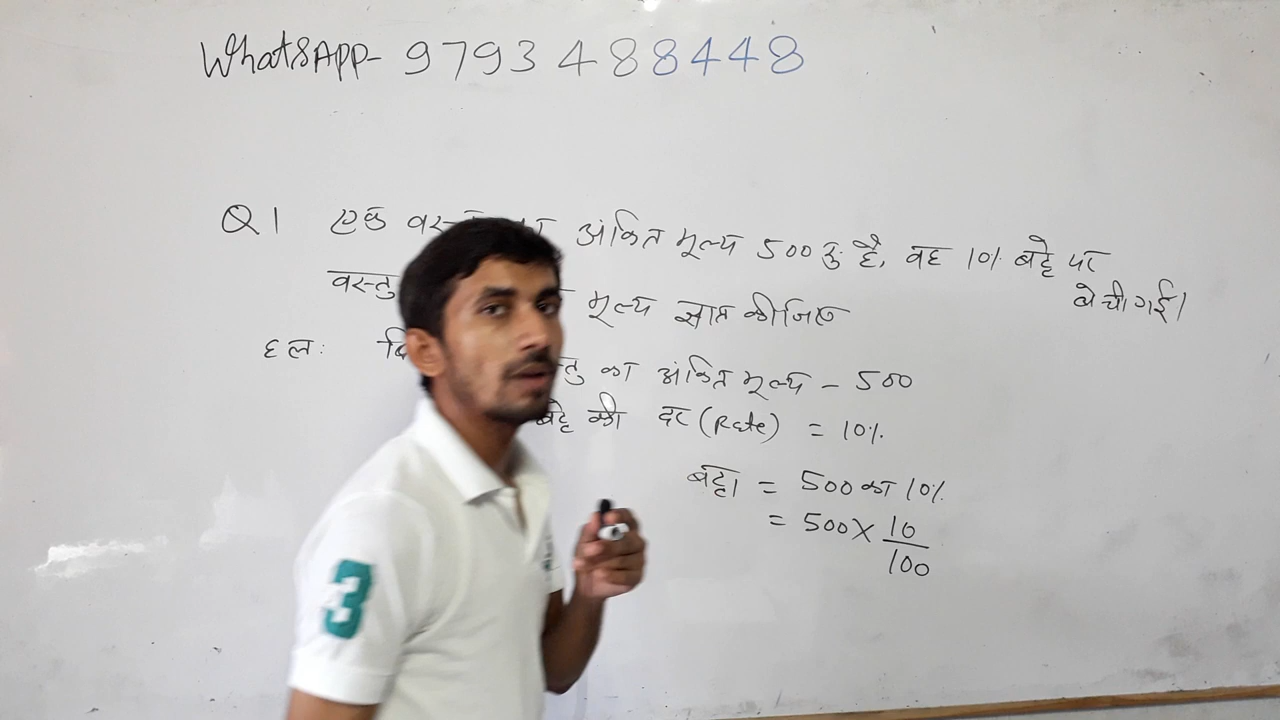 WhatsApp- 9793488448
Q1 एक अंकित मूल्य 500 रु. है, वह 10% बट्टे पर
बेची गई।
वस्तु मूल्य ज्ञात कीजिए
हल: का अंकित मूल्य - 500
बट्टे की दर (Rate) = 10%
बट्टा = 500 का 10%
= 500 × 10/100
3